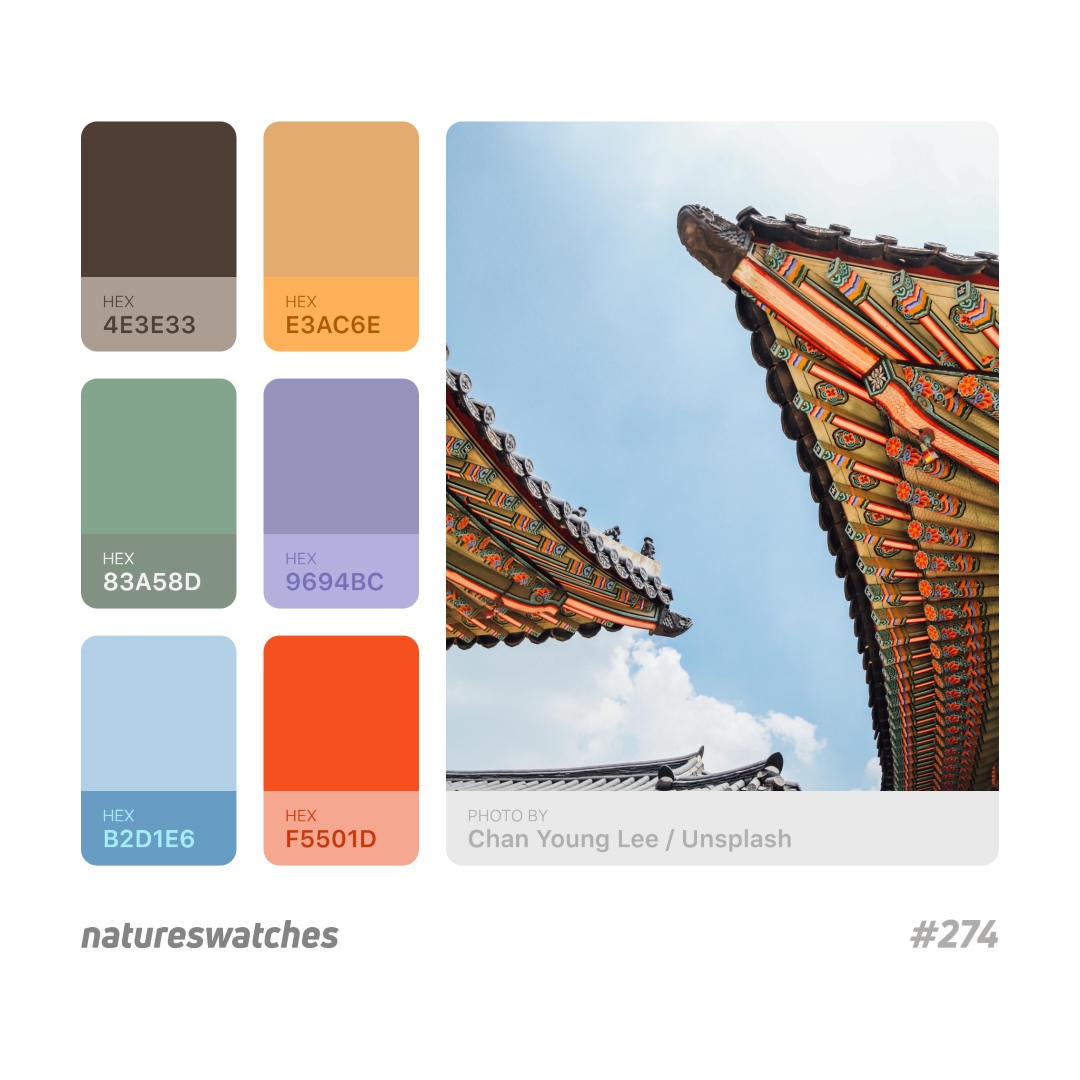 HEX
4E3E33
HEX
E3AC6E
HEX
83A58D
HEX
9694BC
HEX
B2D1E6
HEX
F5501D
PHOTO BY
Chan Young Lee / Unsplash
natureswatches
#274